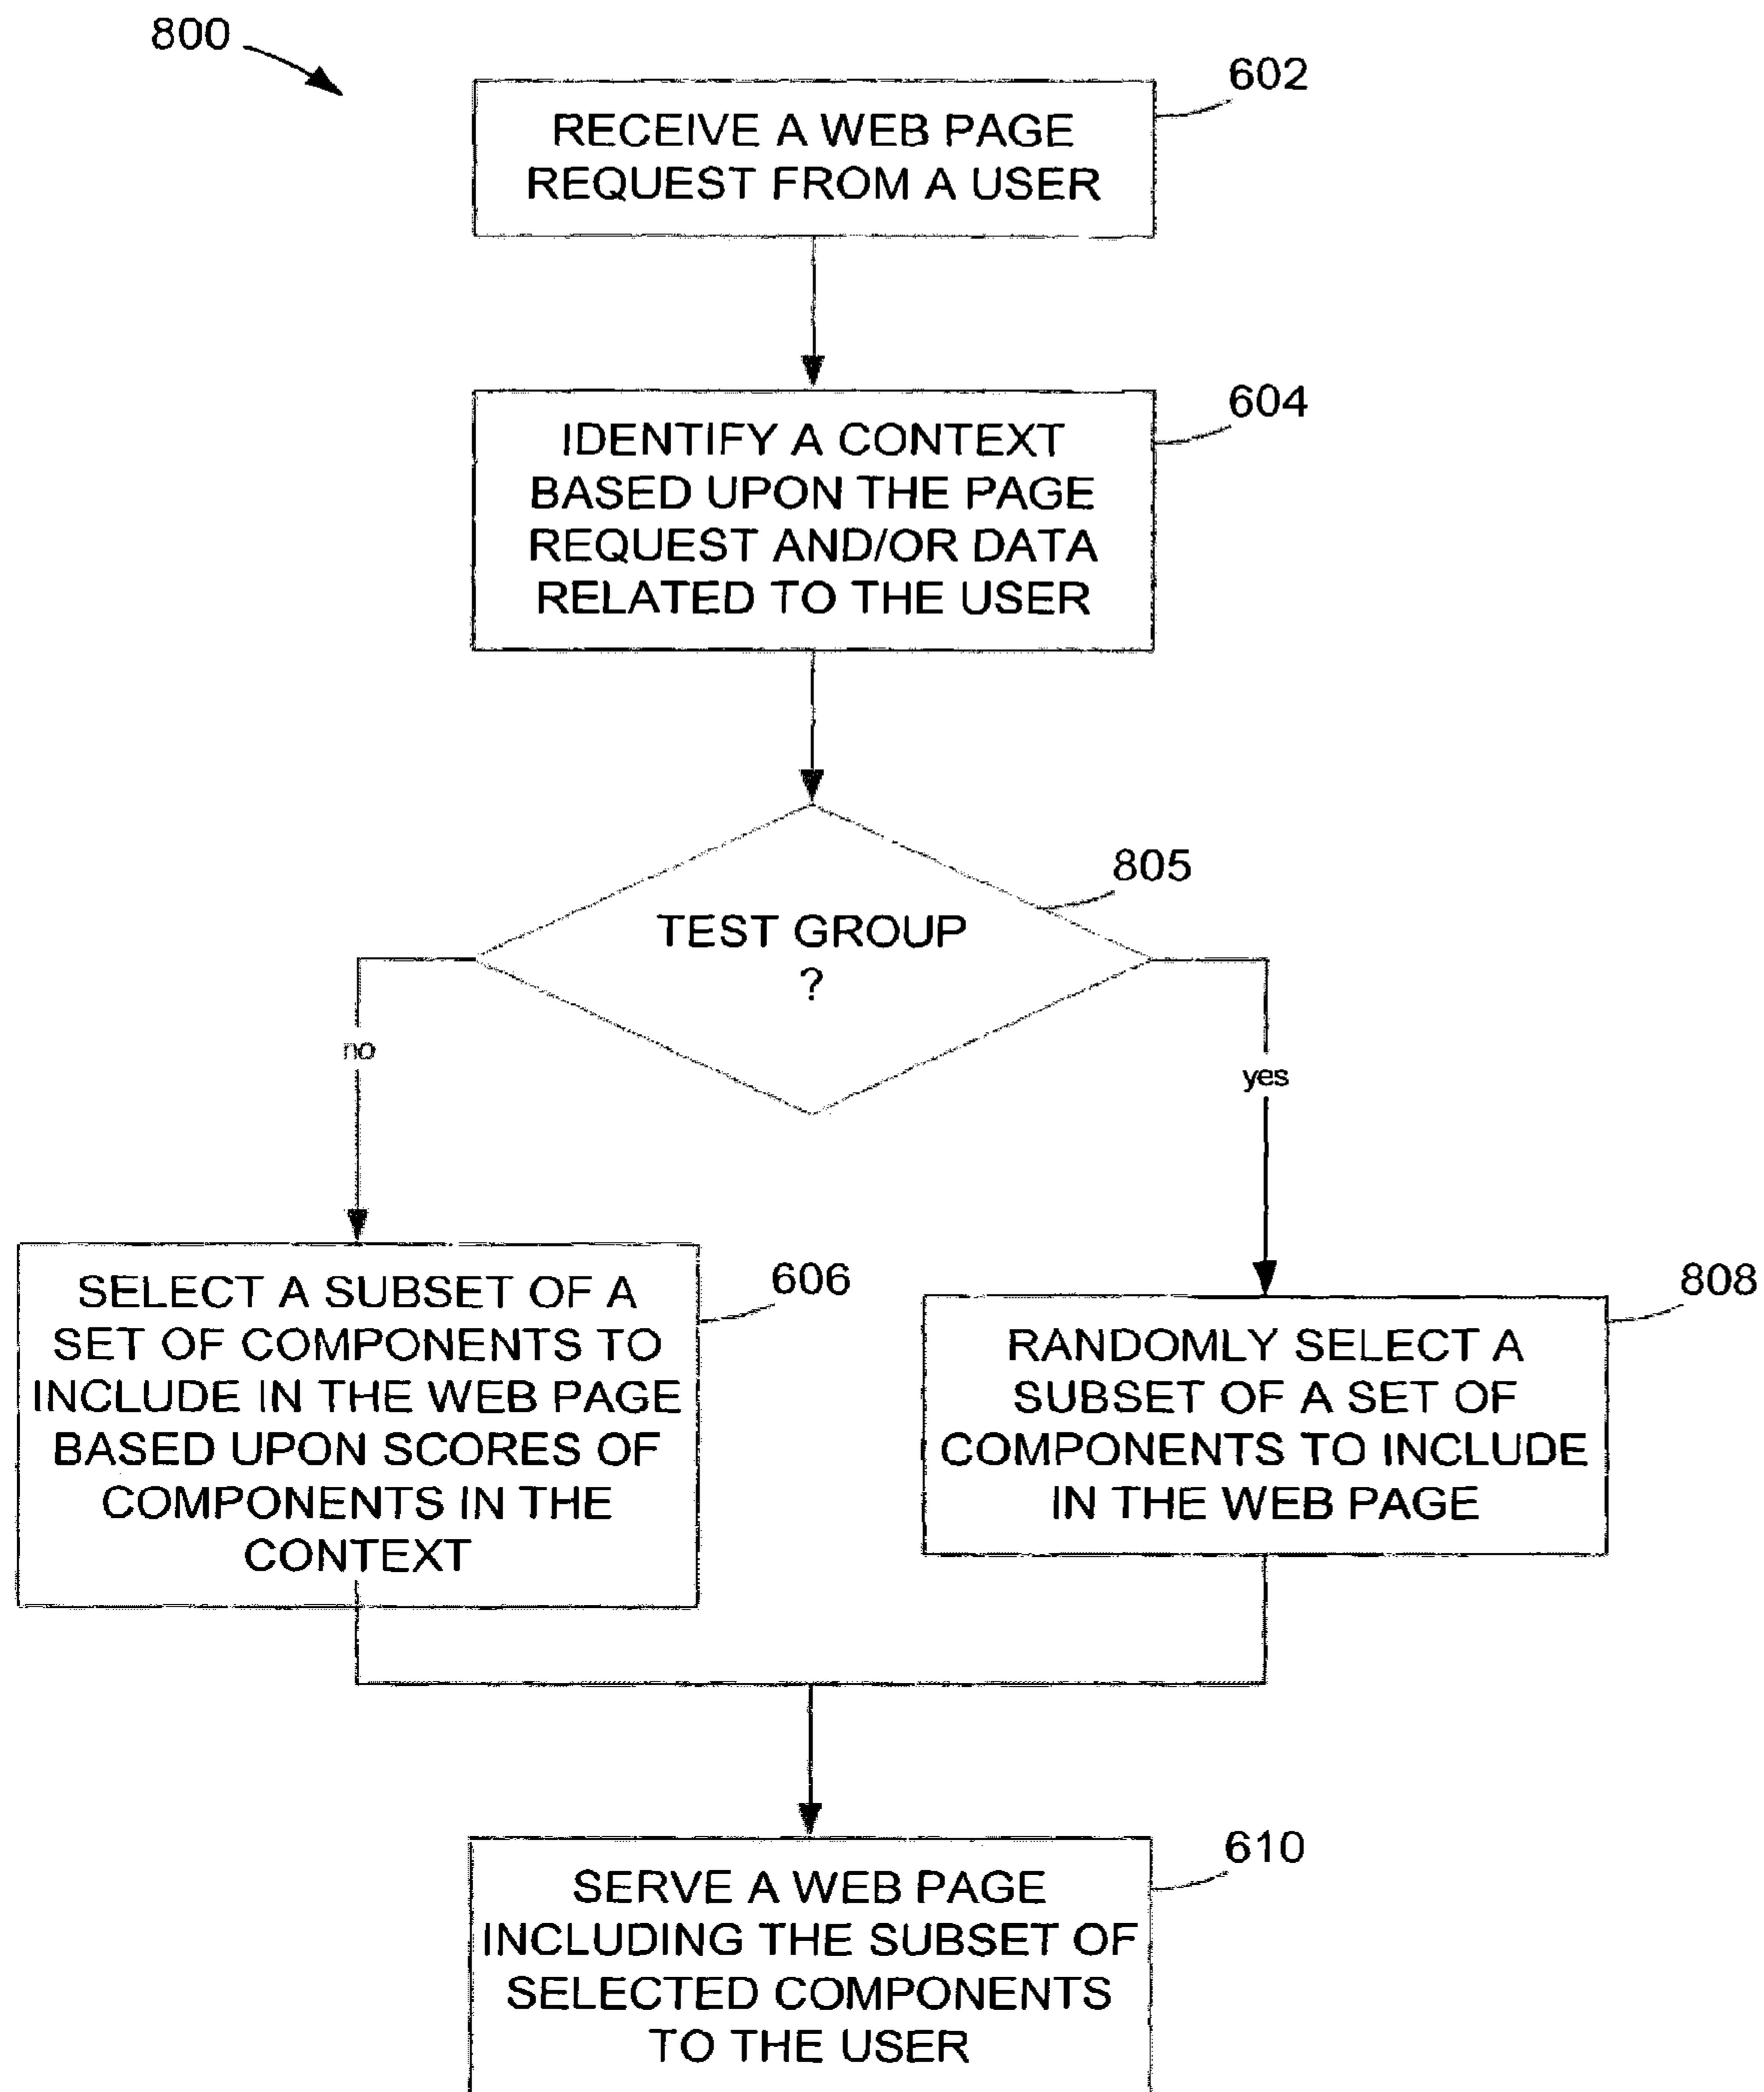 800
602
RECEIVE A WEB PAGE
REQUEST FROM A USER
604
IDENTIFY A CONTEXT
BASED UPON THE PAGE
REQUEST AND/OR DATA
RELATED TO THE USER
805
TEST GROUP
?
no
yes
606
SELECT A SUBSET OF A
SET OF COMPONENTS TO
INCLUDE IN THE WEB PAGE
BASED UPON SCORES OF
COMPONENTS IN THE
CONTEXT
808
RANDOMLY SELECT A
SUBSET OF A SET OF
COMPONENTS TO INCLUDE
IN THE WEB PAGE
610
SERVE A WEB PAGE
INCLUDING THE SUBSET OF
SELECTED COMPONENTS
TO THE USER